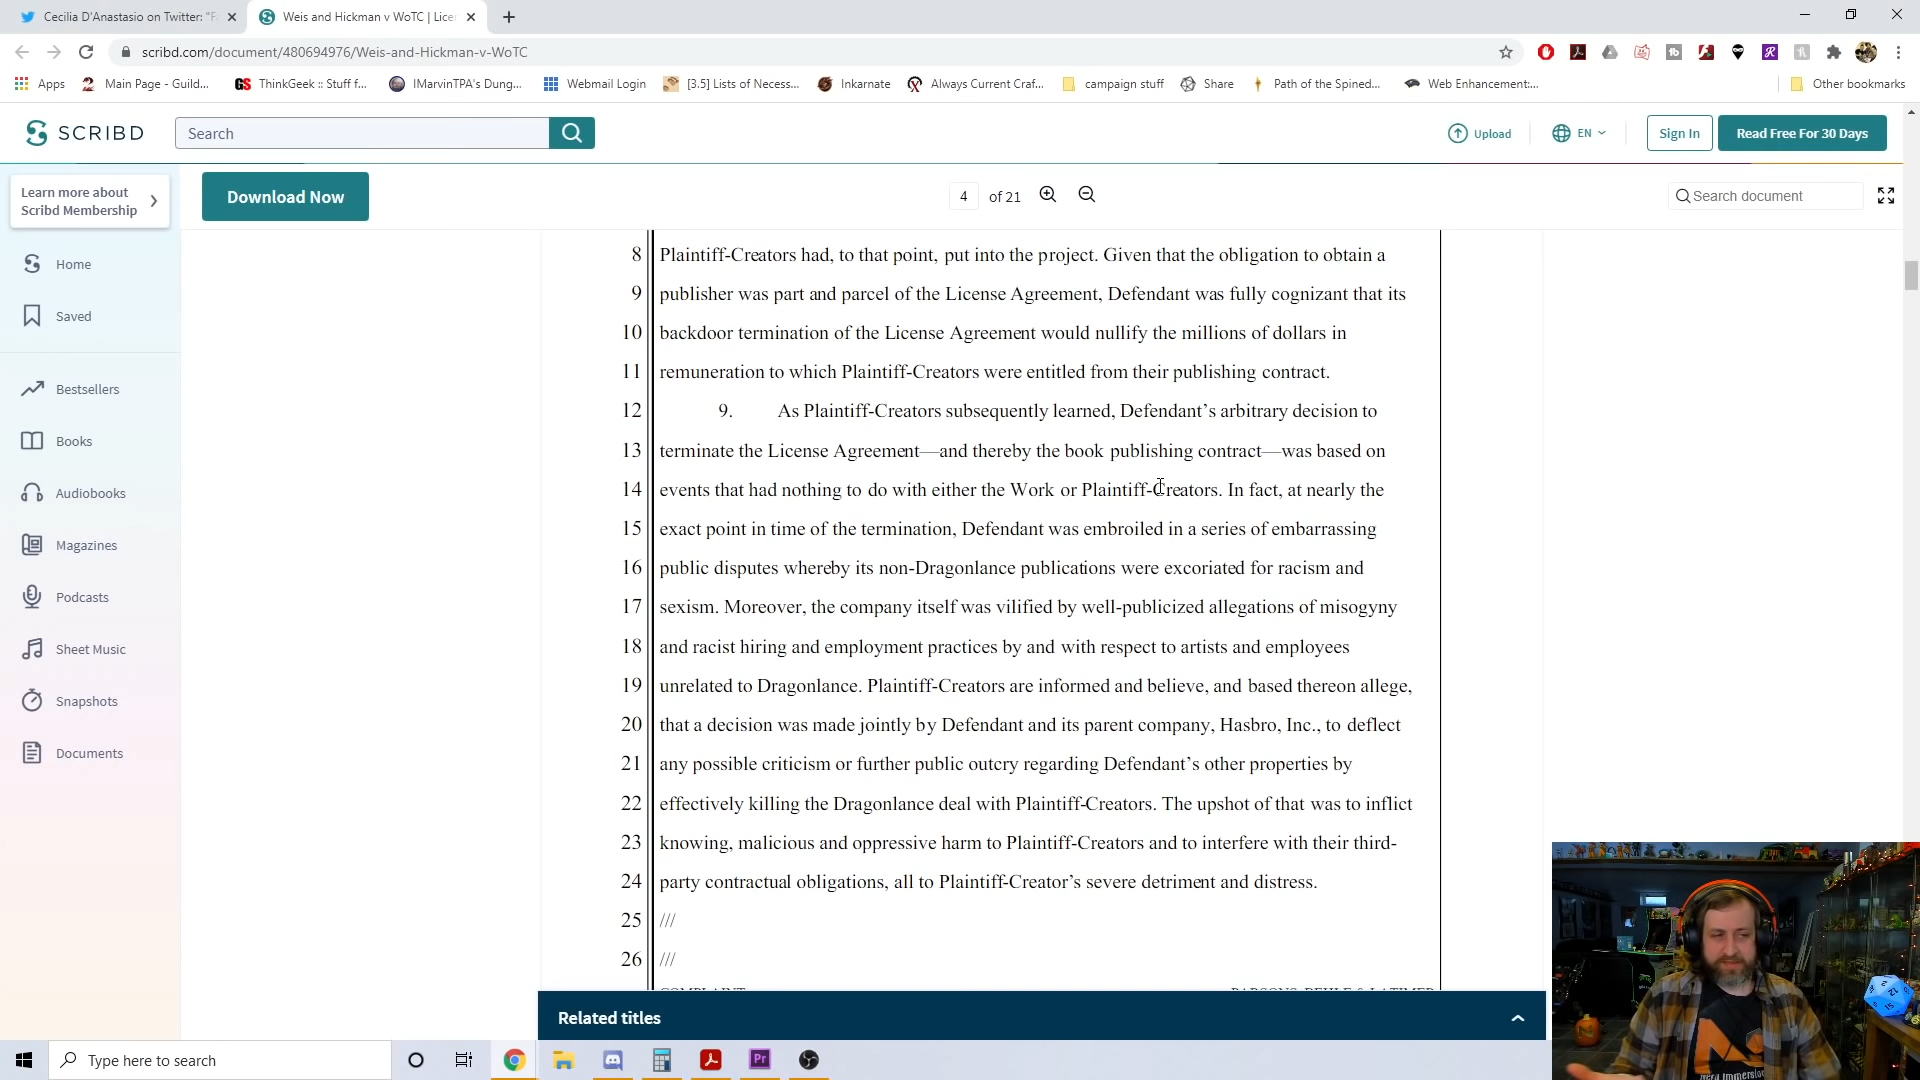 Cecilia D'Anastasio on Twitter: "F
Weis and Hickman v WoTC | Lice
scribd.com/document/480694976/Weis-and-Hickman-v-WoTC
Apps
Main Page - Guild...
GS
ThinkGeek :: Stuff f...
IMarvinTPA's Dung...
Webmail Login
[3.5] Lists of Necess...
Inkarnate
Always Current Craf...
campaign stuff
Share
Path of the Spined...
Web Enhancement:...
Other bookmarks
SCRIBD
Search
Upload
EN
Sign In
Read Free For 30 Days
Learn more about
Scribd Membership
Download Now
4 of 21
Search document
Home
Saved
Bestsellers
Books
Audiobooks
Magazines
Podcasts
Sheet Music
Snapshots
Documents
8 Plaintiff-Creators had, to that point, put into the project. Given that the obligation to obtain a
9 publisher was part and parcel of the License Agreement, Defendant was fully cognizant that its
10 backdoor termination of the License Agreement would nullify the millions of dollars in
11 remuneration to which Plaintiff-Creators were entitled from their publishing contract.
12 9. As Plaintiff-Creators subsequently learned, Defendant's arbitrary decision to
13 terminate the License Agreement—and thereby the book publishing contract—was based on
14 events that had nothing to do with either the Work or Plaintiff-Creators. In fact, at nearly the
15 exact point in time of the termination, Defendant was embroiled in a series of embarrassing
16 public disputes whereby its non-Dragonlance publications were excoriated for racism and
17 sexism. Moreover, the company itself was vilified by well-publicized allegations of misogyny
18 and racist hiring and employment practices by and with respect to artists and employees
19 unrelated to Dragonlance. Plaintiff-Creators are informed and believe, and based thereon allege,
20 that a decision was made jointly by Defendant and its parent company, Hasbro, Inc., to deflect
21 any possible criticism or further public outcry regarding Defendant's other properties by
22 effectively killing the Dragonlance deal with Plaintiff-Creators. The upshot of that was to inflict
23 knowing, malicious and oppressive harm to Plaintiff-Creators and to interfere with their third-
24 party contractual obligations, all to Plaintiff-Creator's severe detriment and distress.
25 ///
26 ///
COMPLAINT
PARSONS BEHLE & LATIMER
Related titles
Type here to search
Pr